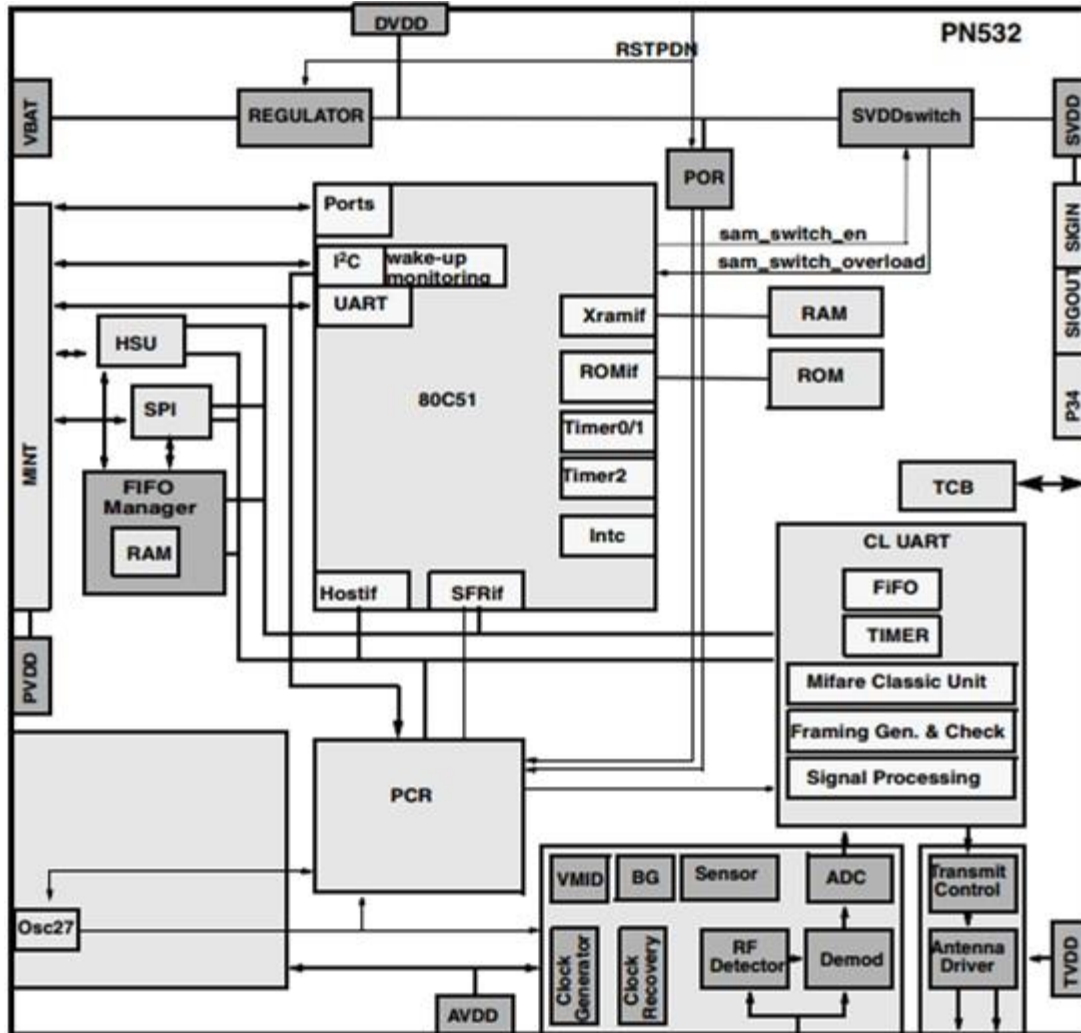 DVDD
PN532
RSTPDN
VBAT
REGULATOR
SVDDswitch
SVDD
POR
Ports
sam_switch_en
SIGIN
I²C
wake-up
monitoring
sam_switch_overload
UART
Xramif
RAM
SIGOUT
HSU
ROMif
ROM
80C51
SPI
P34
Timer0/1
MINT
FIFO
Manager
Timer2
TCB
RAM
Intc
CL UART
Hostif
SFRif
FiFO
TIMER
PVDD
Mifare Classic Unit
Framing Gen. & Check
Signal Processing
PCR
VMID
BG
Sensor
ADC
Transmit
Control
Osc27
Clock
Generator
Clock
Recovery
RF
Detector
Demod
Antenna
Driver
TVDD
AVDD